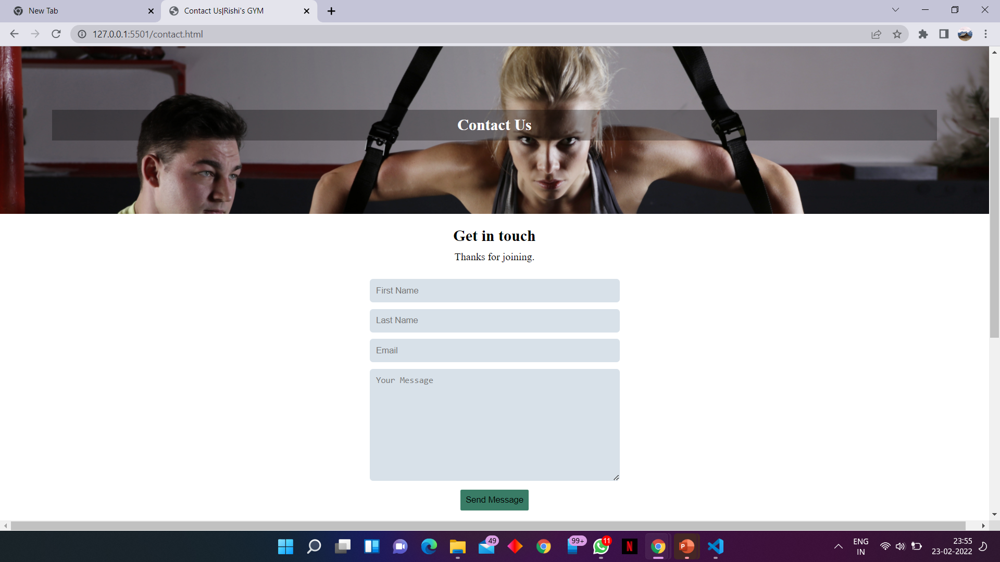 New Tab
Contact Us|Rishi's GYM
127.0.0.1:5501/contact.html
Contact Us
Get in touch
Thanks for joining.
First Name
Last Name
Email
Your Message
Send Message
49
99+
11
N
P
ENG
IN
23:55
23-02-2022